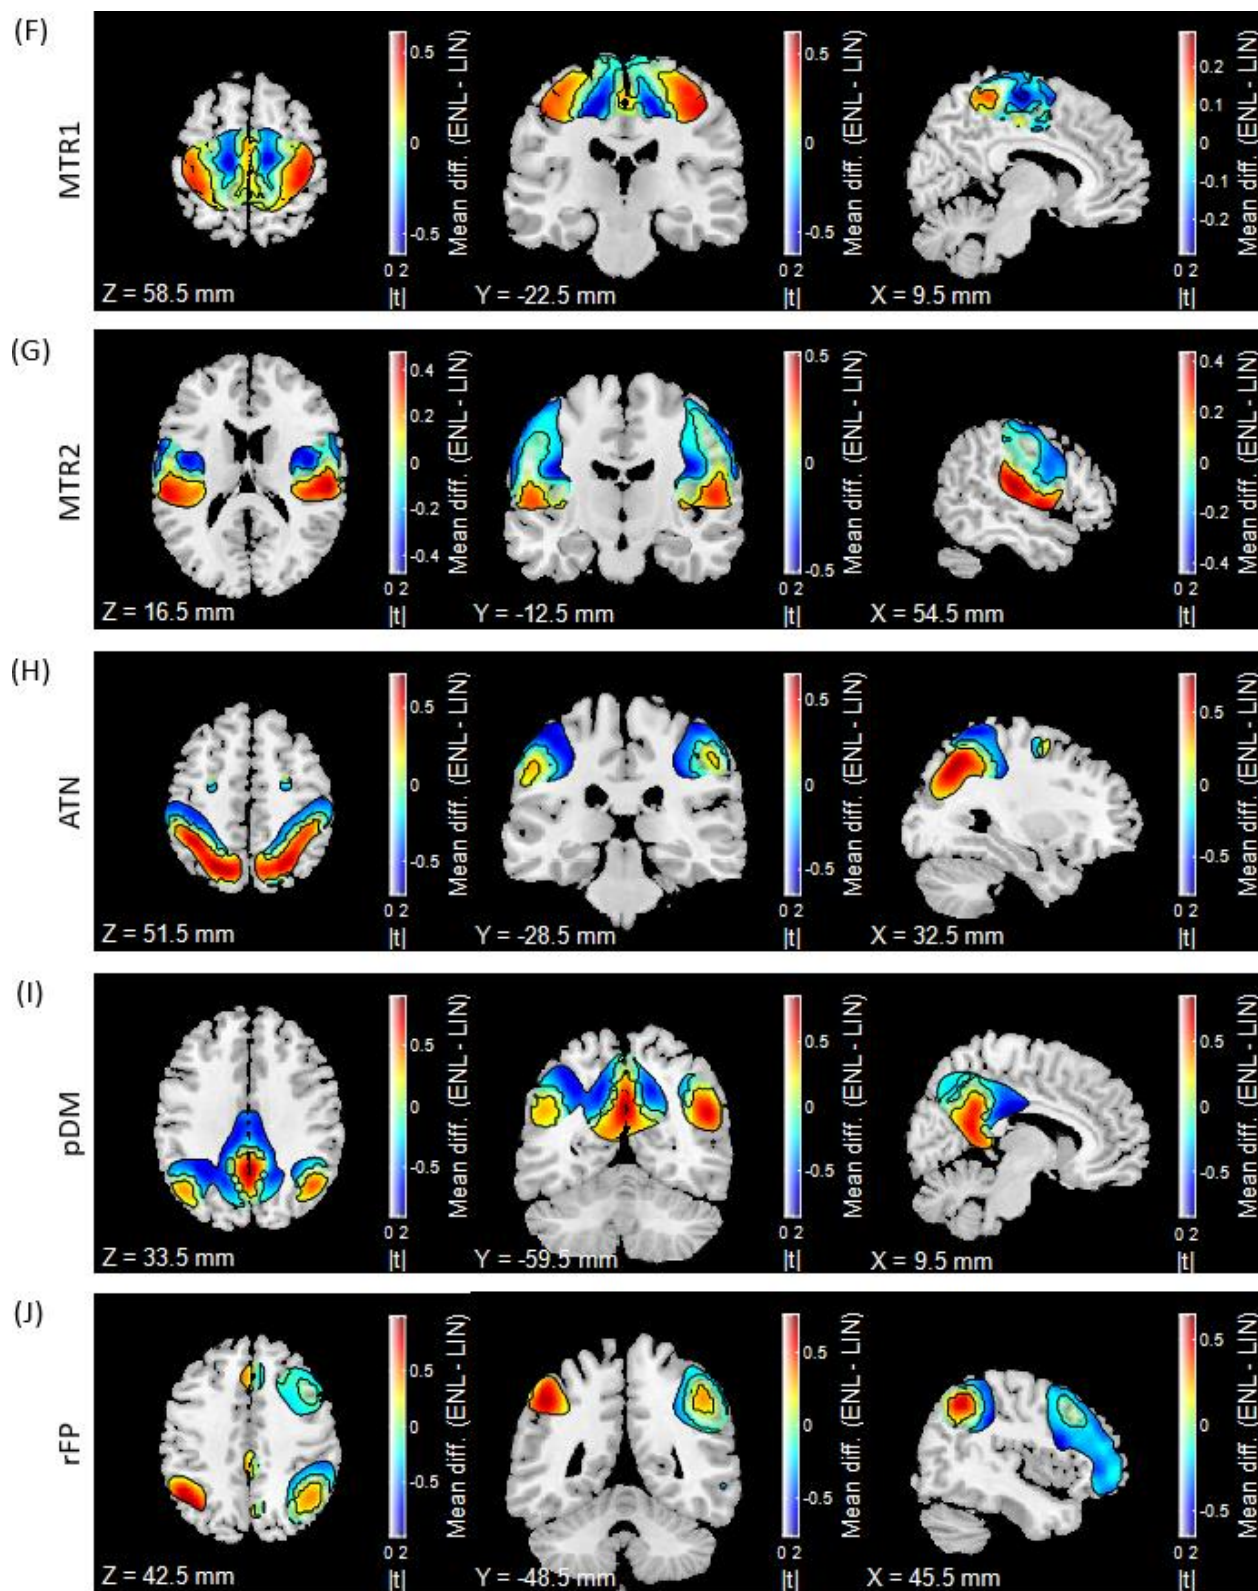 (F)
MTR1
0.5
0
-0.5
Mean diff. (ENL - LIN)
0 2
|t|
Z = 58.5 mm
0.5
0
-0.5
Mean diff. (ENL - LIN)
0 2
|t|
Y = -22.5 mm
0.2
0.1
0
-0.1
-0.2
Mean diff. (ENL - LIN)
0 2
|t|
X = 9.5 mm
(G)
MTR2
0.4
0.2
0
-0.2
-0.4
Mean diff. (ENL - LIN)
0 2
|t|
Z = 16.5 mm
0.5
0
-0.5
Mean diff. (ENL - LIN)
0 2
|t|
Y = -12.5 mm
0.4
0.2
0
-0.2
-0.4
Mean diff. (ENL - LIN)
0 2
|t|
X = 54.5 mm
(H)
ATN
0.5
0
-0.5
Mean diff. (ENL - LIN)
0 2
|t|
Z = 51.5 mm
0.5
0
-0.5
Mean diff. (ENL - LIN)
0 2
|t|
Y = -28.5 mm
0.5
0
-0.5
Mean diff. (ENL - LIN)
0 2
|t|
X = 32.5 mm
(I)
pDM
0.5
0
-0.5
Mean diff. (ENL - LIN)
0 2
|t|
Z = 33.5 mm
0.5
0
-0.5
Mean diff. (ENL - LIN)
0 2
|t|
Y = -59.5 mm
0.5
0
-0.5
Mean diff. (ENL - LIN)
0 2
|t|
X = 9.5 mm
(J)
rFP
0.5
0
-0.5
Mean diff. (ENL - LIN)
0 2
|t|
Z = 42.5 mm
0.5
0
-0.5
Mean diff. (ENL - LIN)
0 2
|t|
Y = -48.5 mm
0.5
0
-0.5
Mean diff. (ENL - LIN)
0 2
|t|
X = 45.5 mm